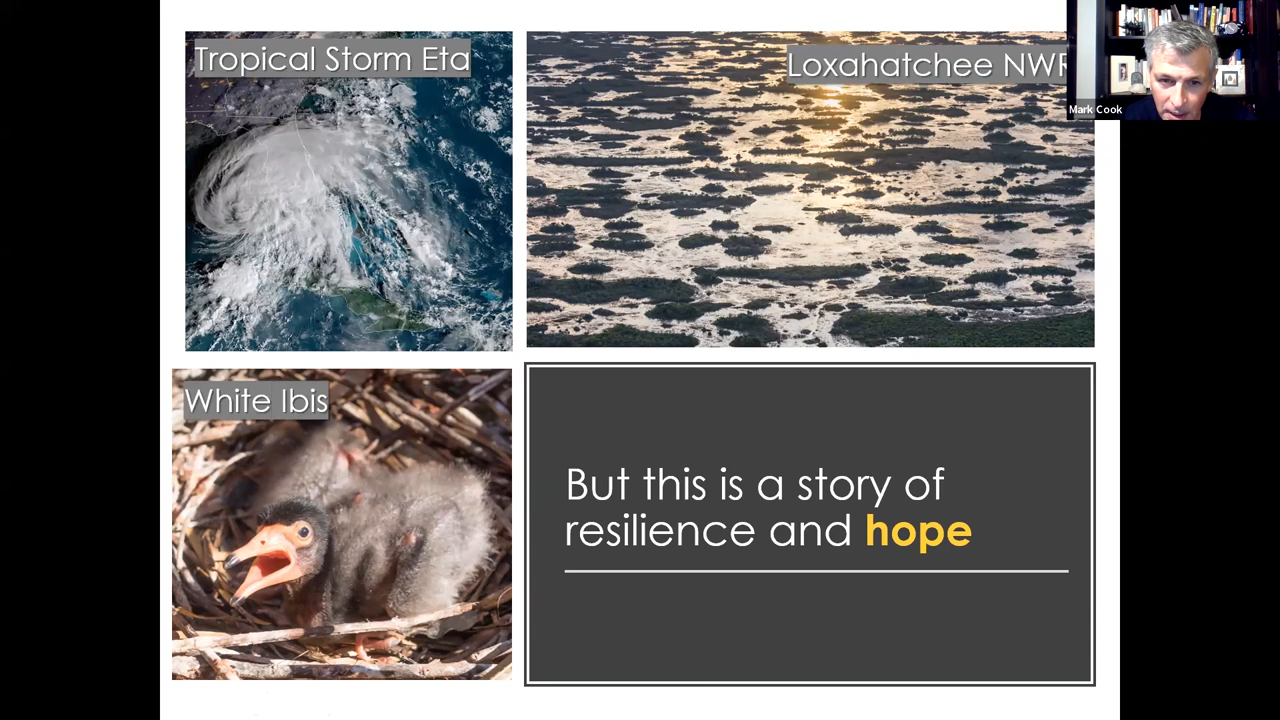 Tropical Storm Eta
Loxahatchee NWR
Mark Cook
White Ibis
But this is a story of
resilience and hope